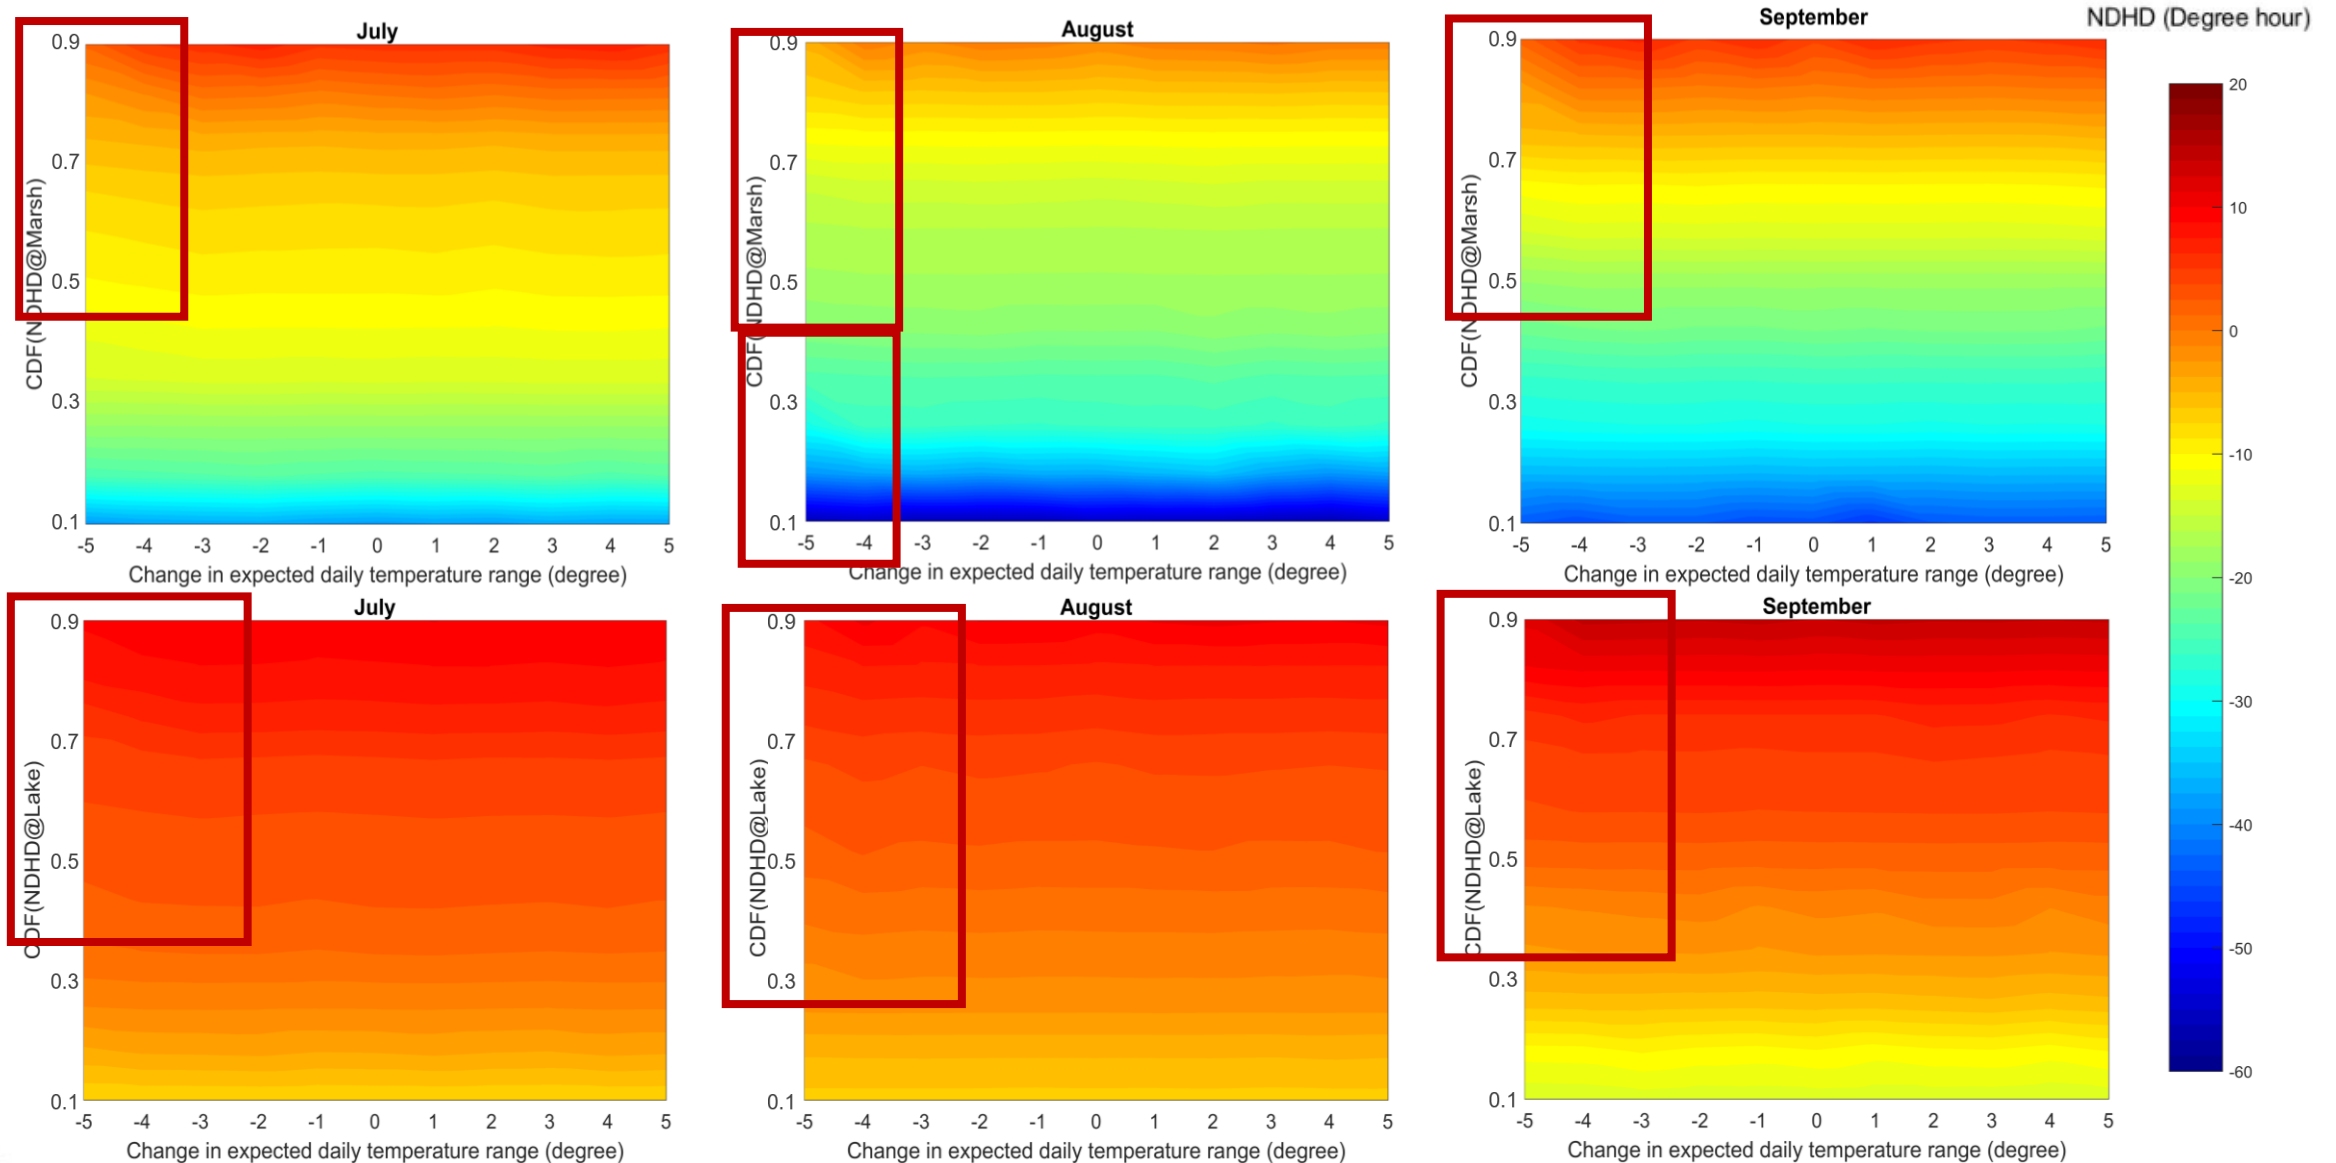 July
August
September
NDHD (Degree hour)
0.9
0.7
0.5
0.3
0.1
CDF(NDHD@Marsh)
-5 -4 -3 -2 -1 0 1 2 3 4 5
Change in expected daily temperature range (degree)
0.9
0.7
0.5
0.3
0.1
CDF(NDHD@Marsh)
-5 -4 -3 -2 -1 0 1 2 3 4 5
Change in expected daily temperature range (degree)
0.9
0.7
0.5
0.3
0.1
CDF(NDHD@Marsh)
-5 -4 -3 -2 -1 0 1 2 3 4 5
Change in expected daily temperature range (degree)
20
10
0
-10
-20
-30
-40
-50
-60
July
August
September
0.9
0.7
0.5
0.3
0.1
CDF(NDHD@Lake)
-5 -4 -3 -2 -1 0 1 2 3 4 5
Change in expected daily temperature range (degree)
0.9
0.7
0.5
0.3
0.1
CDF(NDHD@Lake)
-5 -4 -3 -2 -1 0 1 2 3 4 5
Change in expected daily temperature range (degree)
0.9
0.7
0.5
0.3
0.1
CDF(NDHD@Lake)
-5 -4 -3 -2 -1 0 1 2 3 4 5
Change in expected daily temperature range (degree)